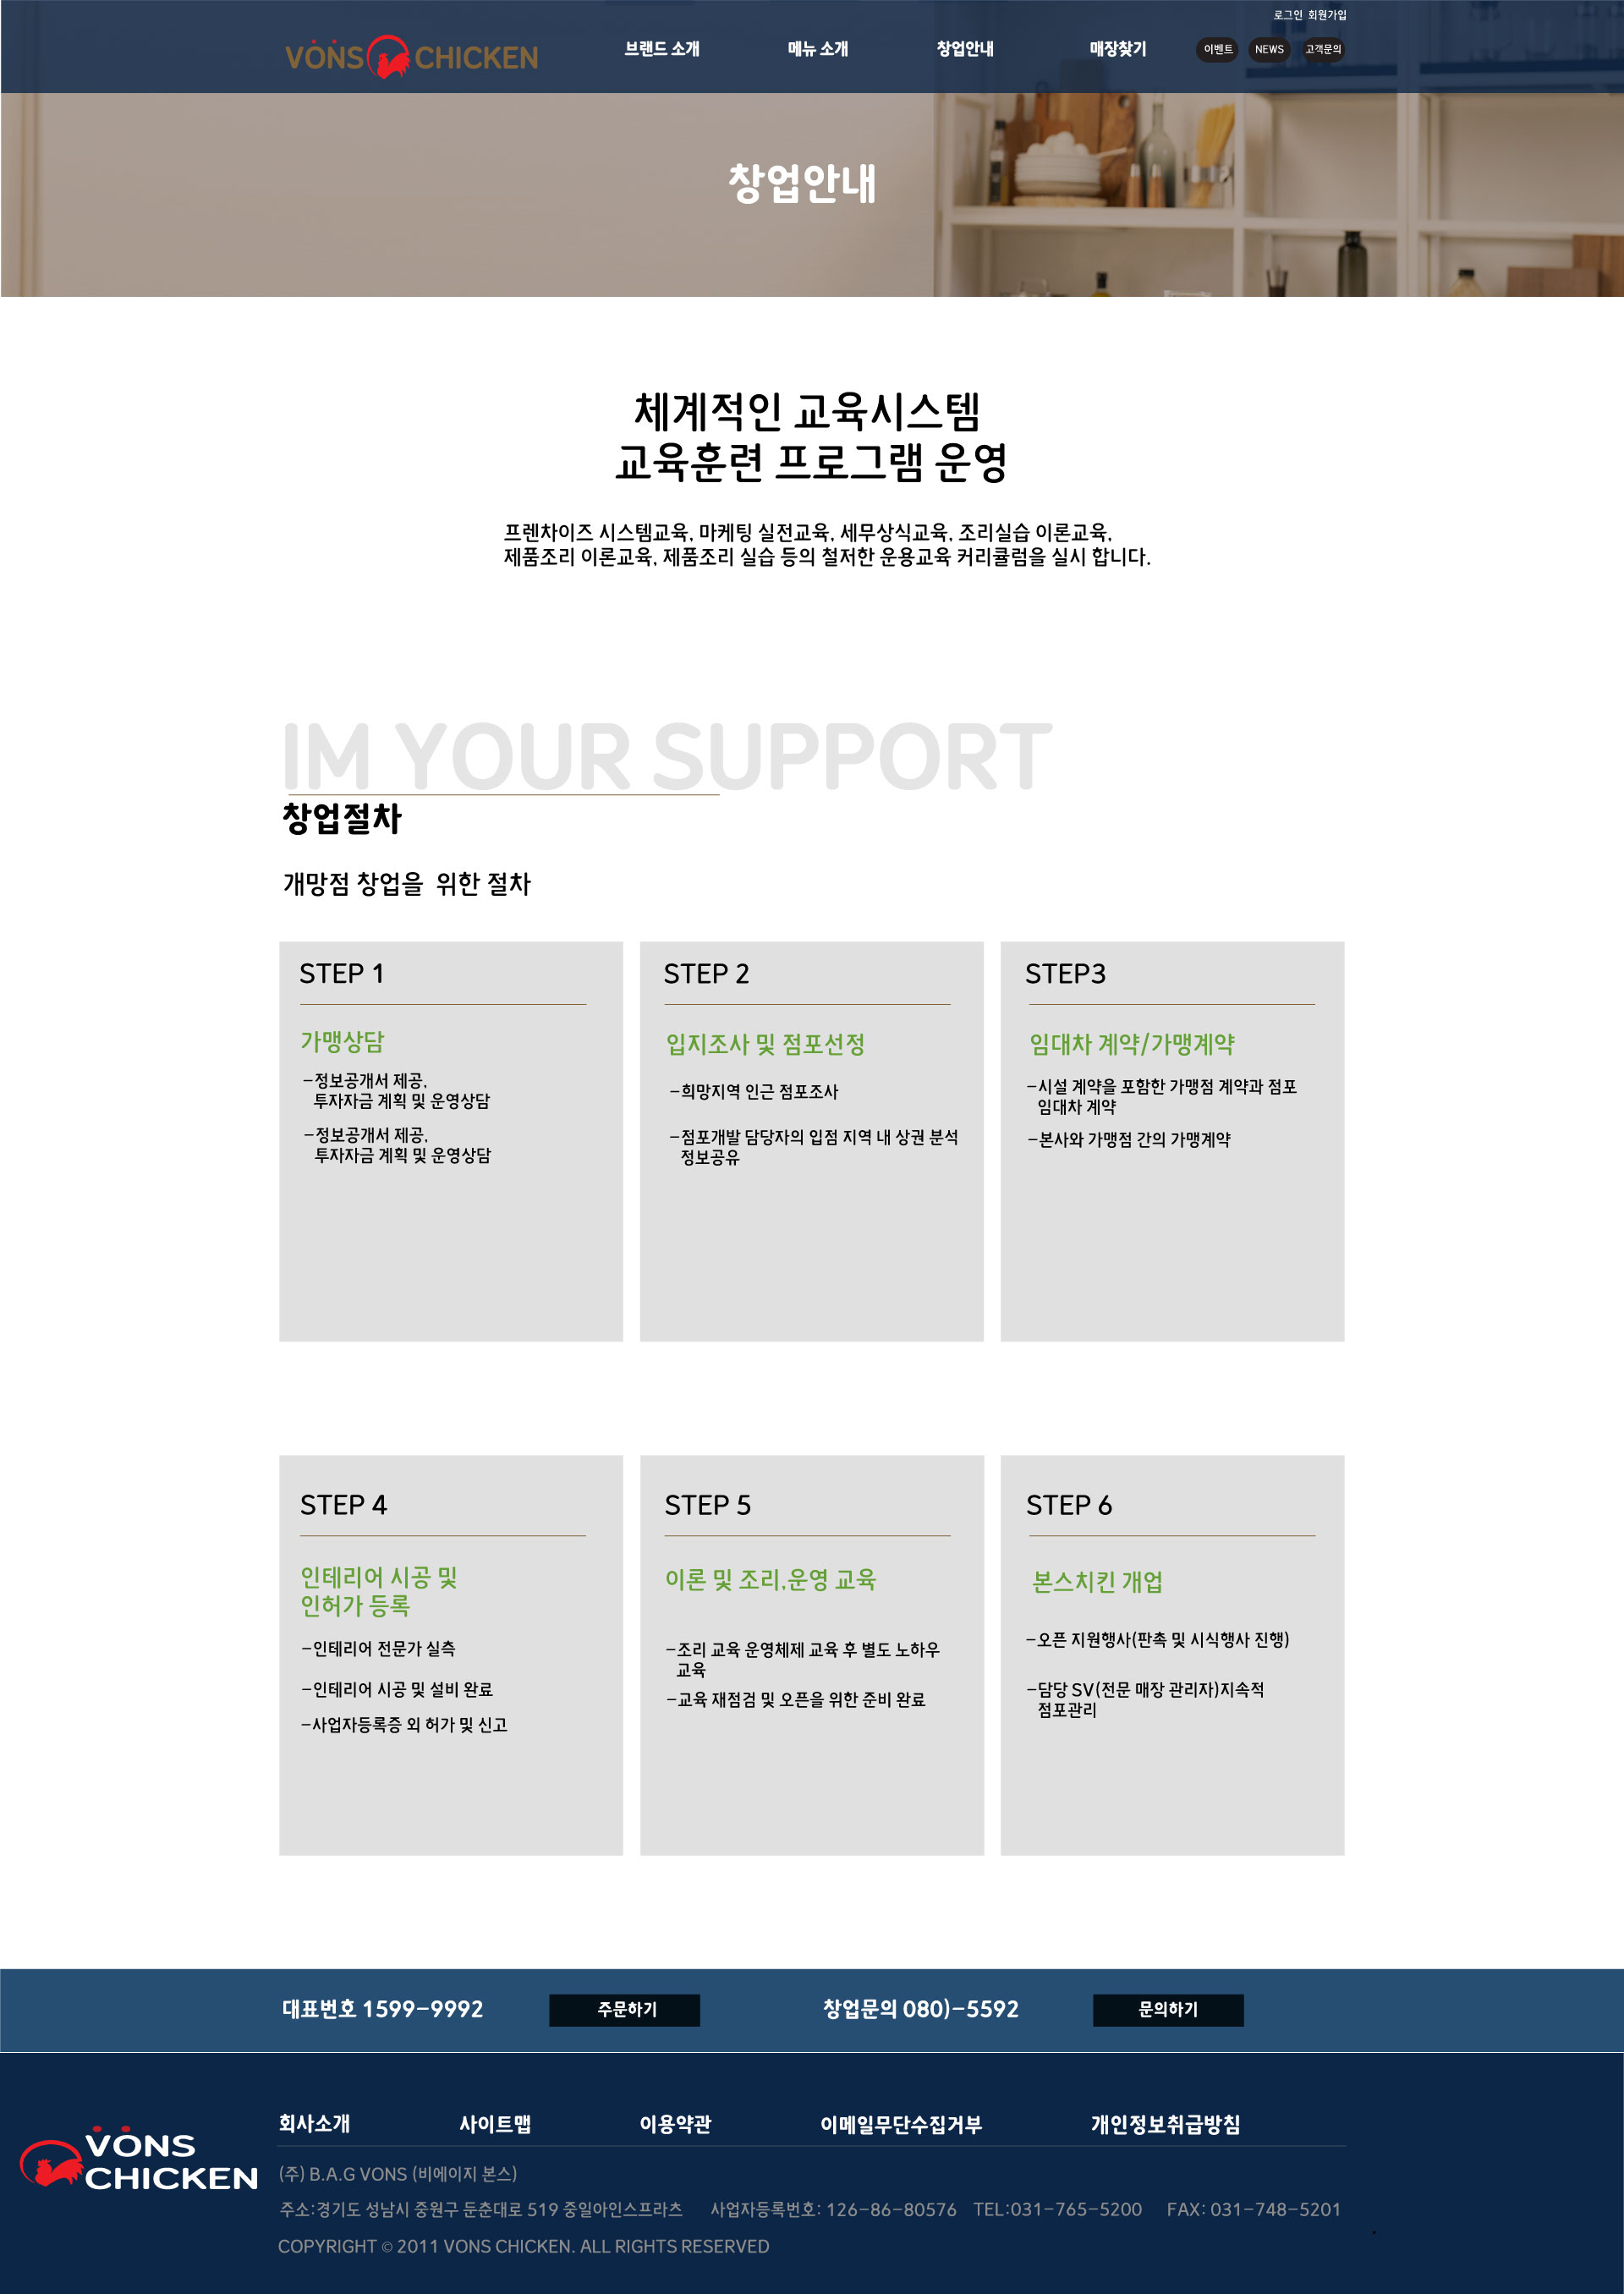 로그인 회원가입
VONS CHICKEN
브랜드 소개 메뉴 소개 창업안내 매장찾기 이벤트 NEWS 고객문의
창업안내
체계적인 교육시스템
교육훈련 프로그램 운영
프렌차이즈 시스템교육, 마케팅 실전교육, 세무상식교육, 조리실습 이론교육,
제품조리 이론교육, 제품조리 실습 등의 철저한 운용교육 커리큘럼을 실시 합니다.
IM YOUR SUPPORT
창업절차
개망점 창업을 위한 절차
STEP 1
가맹상담
-정보공개서 제공,
투자자금 계획 및 운영상담
-정보공개서 제공,
투자자금 계획 및 운영상담
STEP 2
입지조사 및 점포선정
-희망지역 인근 점포조사
-점포개발 담당자의 입점 지역 내 상권 분석
정보공유
STEP3
임대차 계약/가맹계약
-시설 계약을 포함한 가맹점 계약과 점포
임대차 계약
-본사와 가맹점 간의 가맹계약
STEP 4
인테리어 시공 및
인허가 등록
-인테리어 전문가 실측
-인테리어 시공 및 설비 완료
-사업자등록증 외 허가 및 신고
STEP 5
이론 및 조리,운영 교육
-조리 교육 운영체제 교육 후 별도 노하우
교육
-교육 재점검 및 오픈을 위한 준비 완료
STEP 6
본스치킨 개업
-오픈 지원행사(판촉 및 시식행사 진행)
-담당 SV(전문 매장 관리자)지속적
점포관리
대표번호 1599-9992 주문하기 창업문의 080)-5592 문의하기
회사소개 사이트맵 이용약관 이메일무단수집거부 개인정보취급방침
VONS
CHICKEN
(주) B.A.G VONS (비에이지 본스)
주소:경기도 성남시 중원구 둔춘대로 519 중일아인스프라츠 사업자등록번호: 126-86-80576 TEL:031-765-5200 FAX: 031-748-5201
COPYRIGHT © 2011 VONS CHICKEN. ALL RIGHTS RESERVED